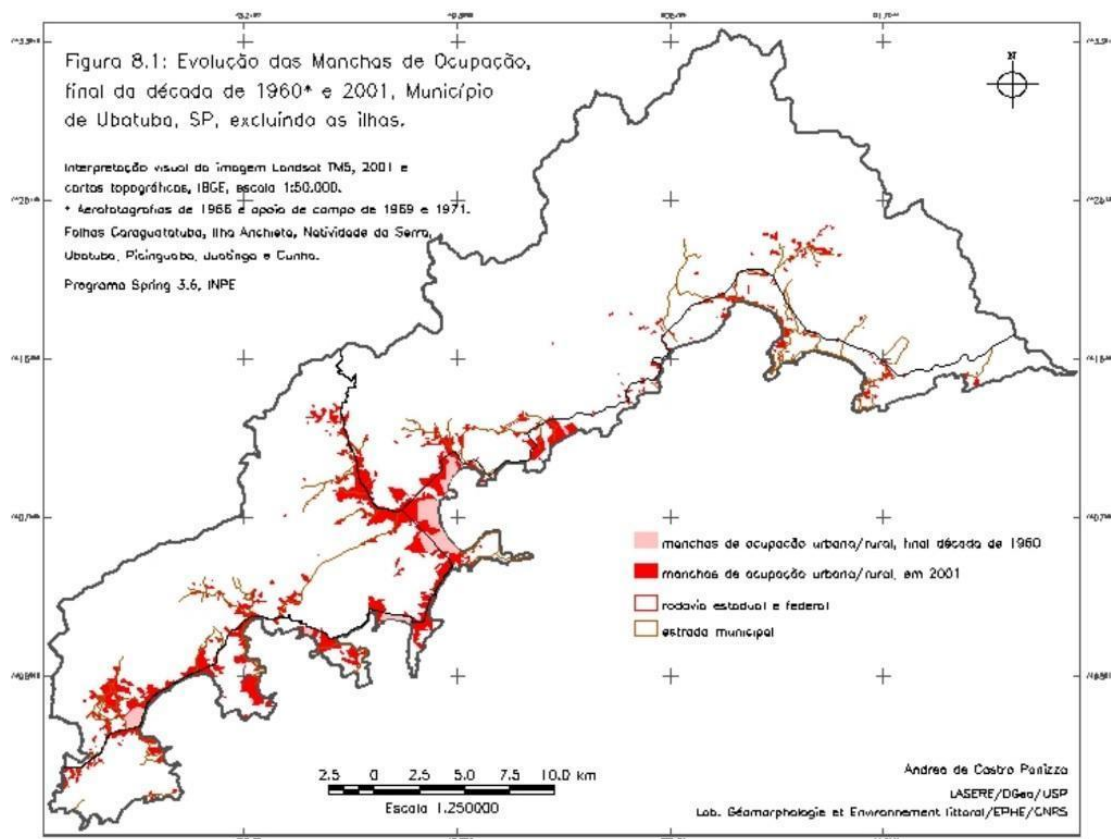 Figura 8.1: Evolução das Manchas de Ocupação,
final da década de 1960* e 2001, Município
de Ubatuba, SP, excluindo as ilhas.
Interpretação visual da imagem Landsat TM5, 2001 e
cartas topográficas, IBGE, escala 1:50.000.
* Aerofotografias de 1966 e apoio de campo de 1969 e 1971.
Folhas Caraguatatuba, Ilha Anchieta, Natividade da Serra,
Ubatuba, Picinguaba, Juatinga e Cunha.
Programa Spring 3.6, INPE
N
manchas de ocupação urbana/rural, final década de 1960
manchas de ocupação urbana/rural, em 2001
rodovia estadual e federal
estrada municipal
2.5 0 2.5 5.0 7.5 10.0 km
Escala 1:250000
Andrea de Castro Panizza
LASERE/DGeo/USP
Lab. Géomorphologie et Environnement littoral/EPHE/CNRS